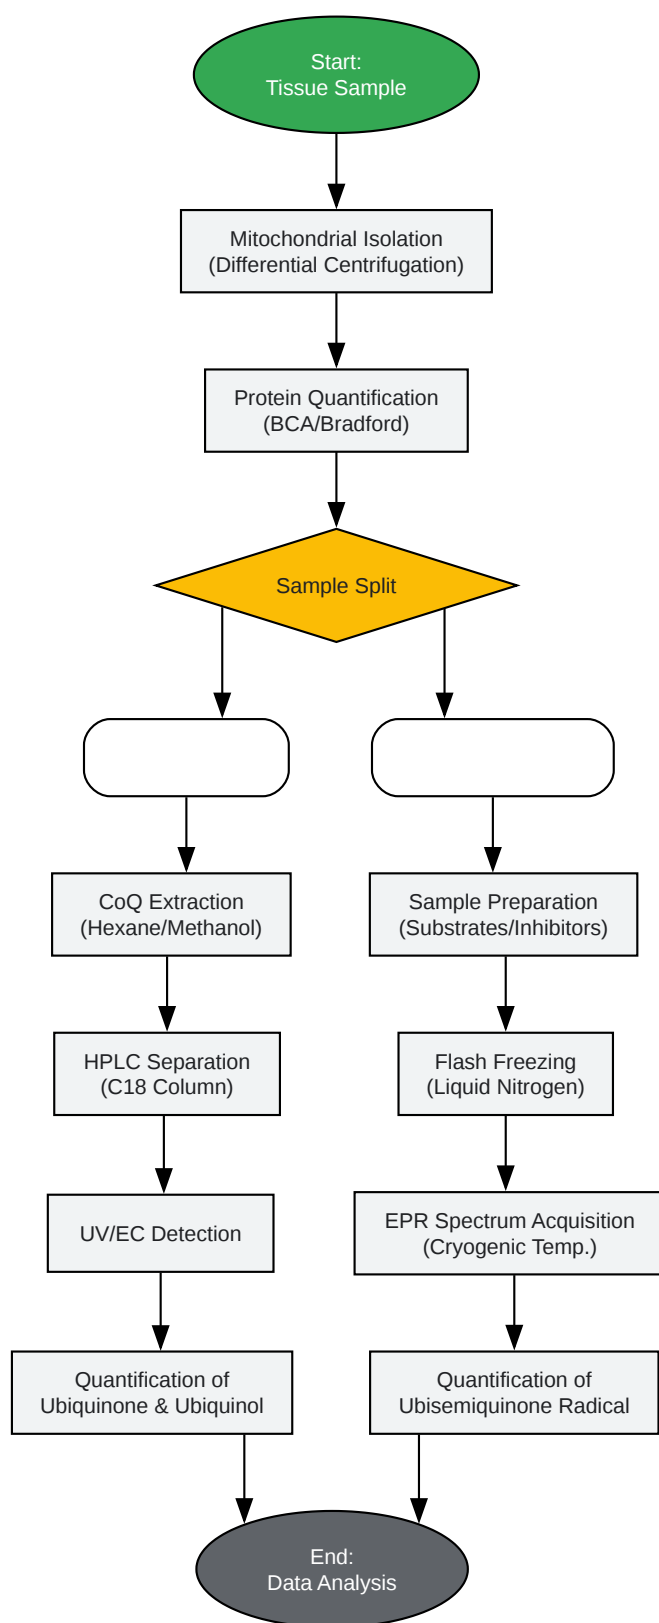 Start:
Tissue Sample
Mitochondrial Isolation
(Differential Centrifugation)
Protein Quantification
(BCA/Bradford)
Sample Split
CoQ Extraction
(Hexane/Methanol)
Sample Preparation
(Substrates/Inhibitors)
HPLC Separation
(C18 Column)
Flash Freezing
(Liquid Nitrogen)
UV/EC Detection
EPR Spectrum Acquisition
(Cryogenic Temp.)
Quantification of
Ubiquinone & Ubiquinol
Quantification of
Ubisemiquinone Radical
End:
Data Analysis